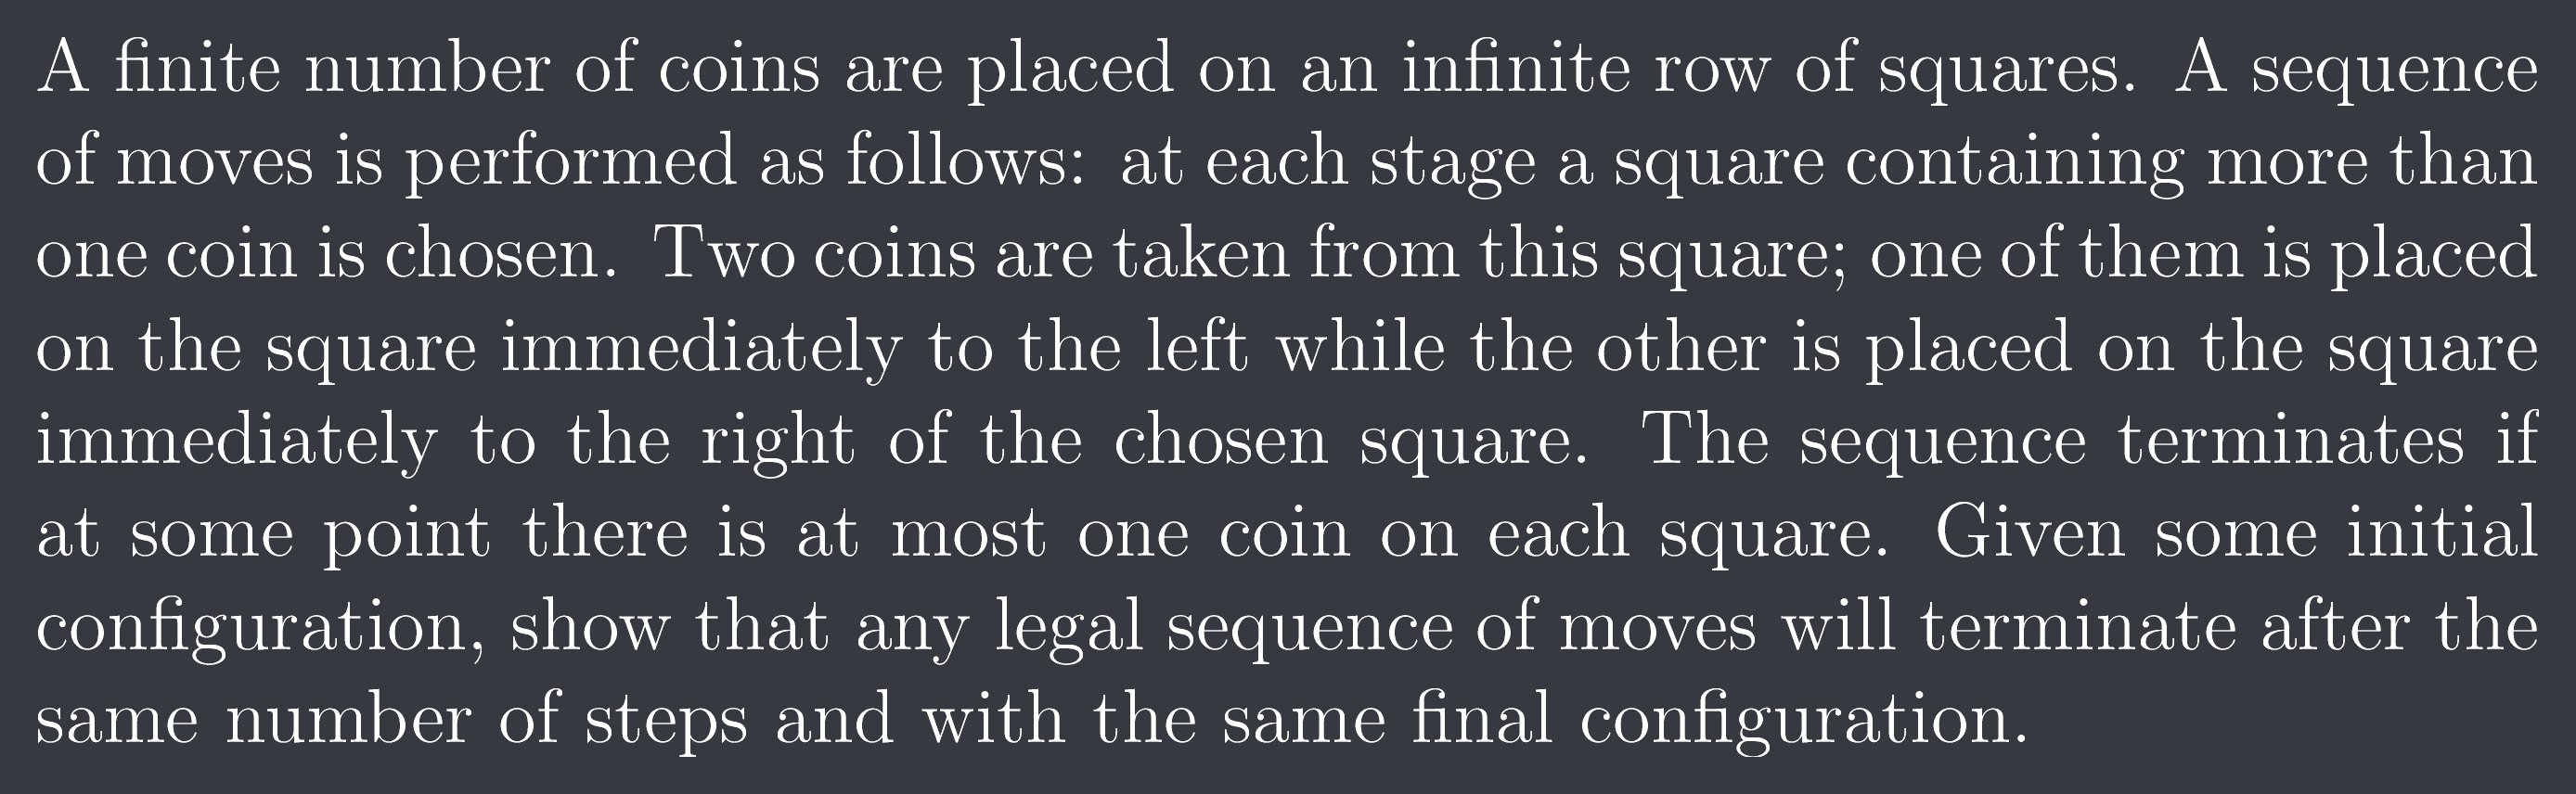 A finite number of coins are placed on an infinite row of squares. A sequence
of moves is performed as follows: at each stage a square containing more than
one coin is chosen. Two coins are taken from this square; one of them is placed
on the square immediately to the left while the other is placed on the square
immediately to the right of the chosen square. The sequence terminates if
at some point there is at most one coin on each square. Given some initial
configuration, show that any legal sequence of moves will terminate after the
same number of steps and with the same final configuration.